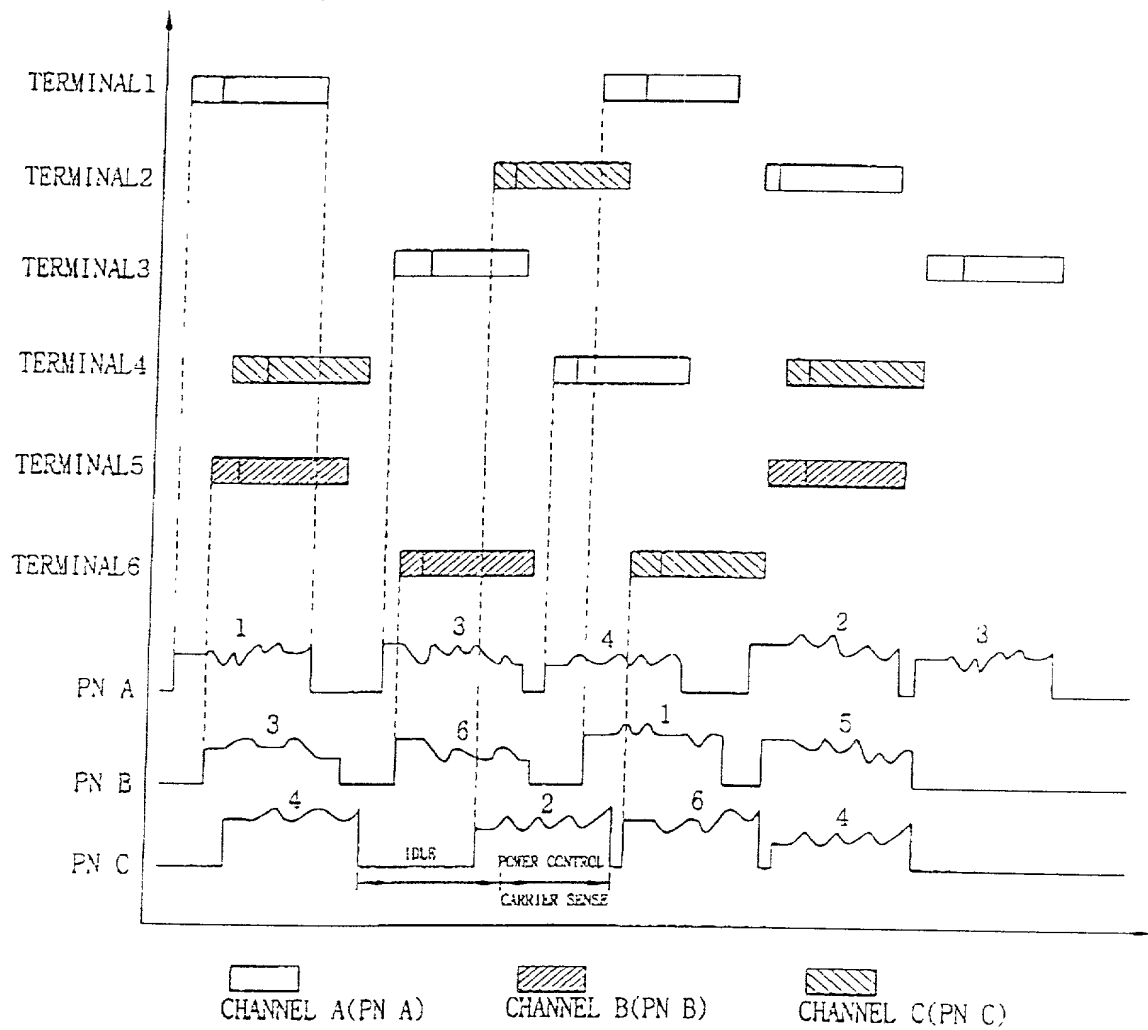 TERMINAL1
TERMINAL2
TERMINAL3
TERMINAL4
TERMINAL5
TERMINAL6
1 3 4 2 3
PN A
3 6 1 5
PN B
4 2 6 4
PN C
IDLE
POWER CONTROL
CARRIER SENSE
CHANNEL A(PN A)
CHANNEL B(PN B)
CHANNEL C(PN C)